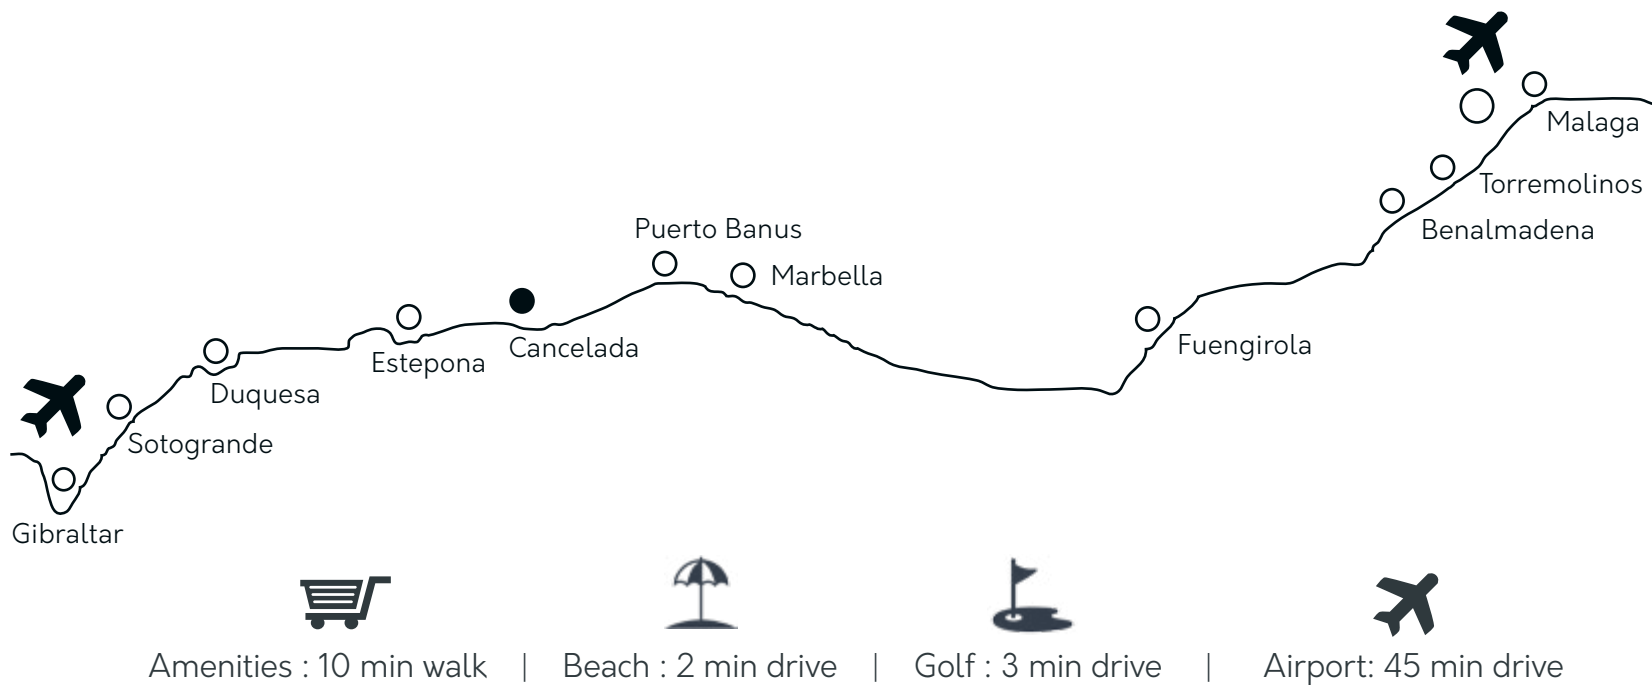 Malaga
Torremolinos
Benalmadena
Puerto Banus
Marbella
Fuengirola
Cancelada
Estepona
Duquesa
Sotogrande
Gibraltar
Amenities : 10 min walk | Beach : 2 min drive | Golf : 3 min drive | Airport: 45 min drive